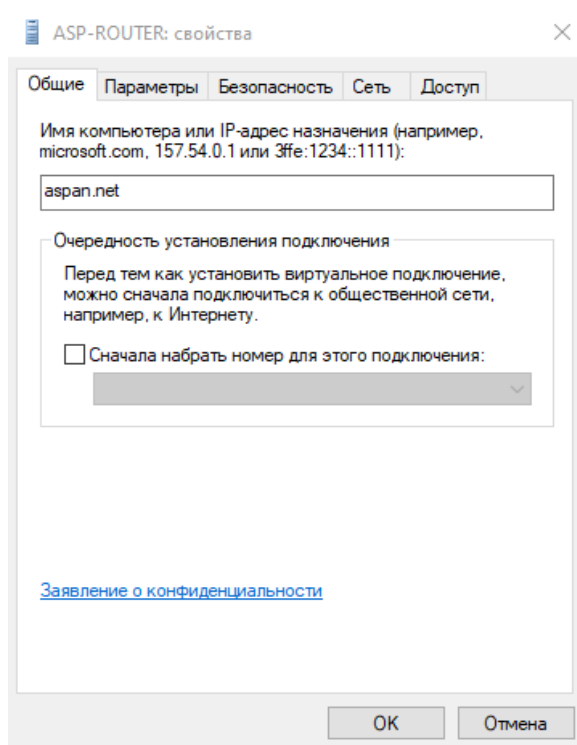 ASP-ROUTER: свойства
Общие Параметры Безопасность Сеть Доступ
Имя компьютера или IP-адрес назначения (например,
microsoft.com, 157.54.0.1 или 3ffe:1234::1111):
aspan.net
Очередность установления подключения
Перед тем как установить виртуальное подключение,
можно сначала подключиться к общественной сети,
например, к Интернету.
Сначала набрать номер для этого подключения:
Заявление о конфиденциальности
OK Отмена